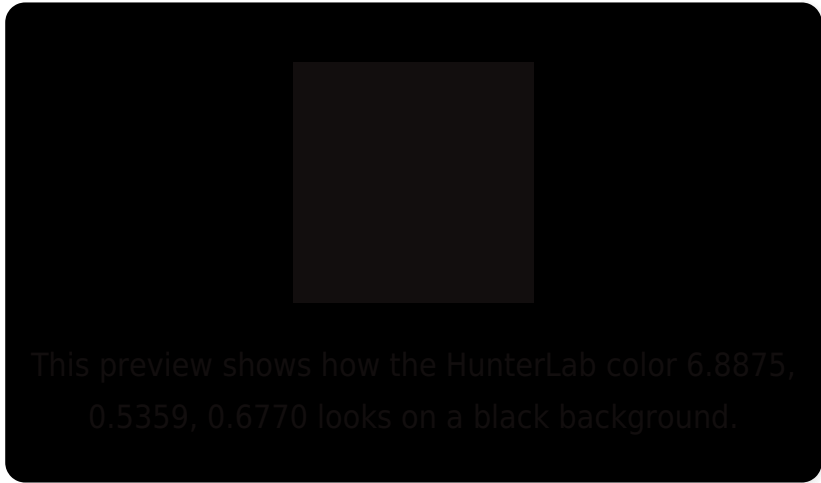 This preview shows how the HunterLab color 6.8875,
0.5359, 0.6770 looks on a black background.